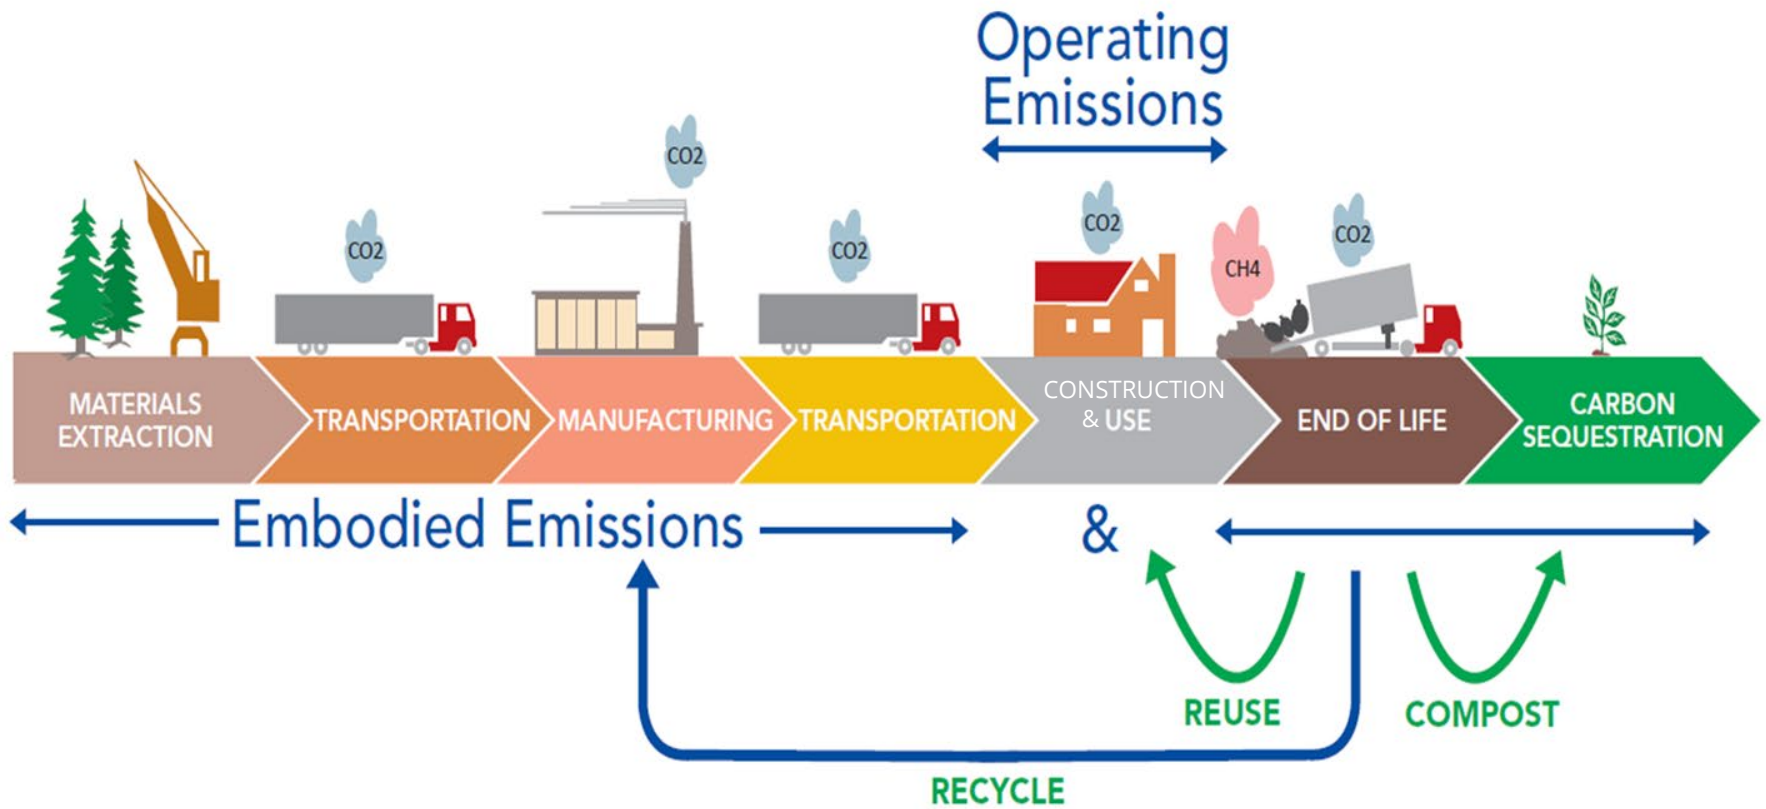 Operating
Emissions
CO2
CO2
CO2
CO2
CH4
CO2
MATERIALS
EXTRACTION
TRANSPORTATION
MANUFACTURING
TRANSPORTATION
CONSTRUCTION
& USE
END OF LIFE
CARBON
SEQUESTRATION
Embodied Emissions
&
REUSE
COMPOST
RECYCLE